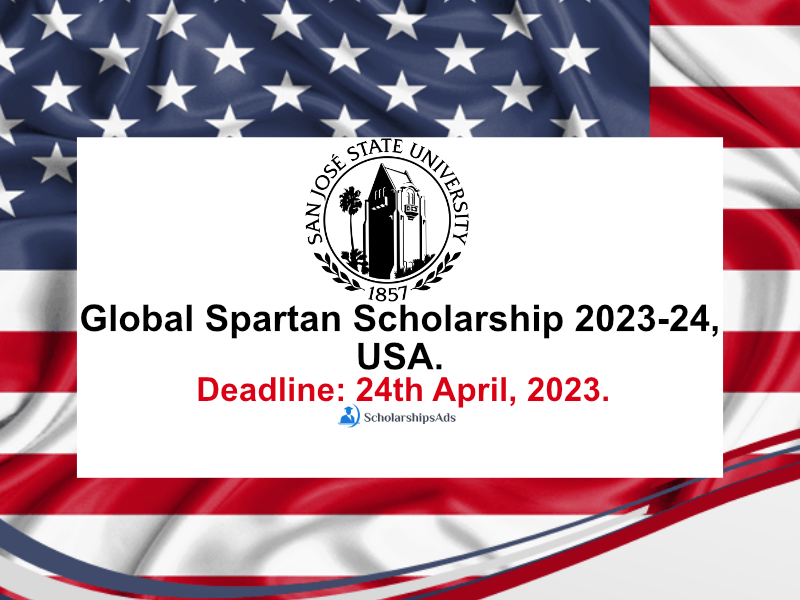 SAN JOSÉ STATE UNIVERSITY
1857
Global Spartan Scholarship 2023-24,
USA.
Deadline: 24th April, 2023.
ScholarshipsAds